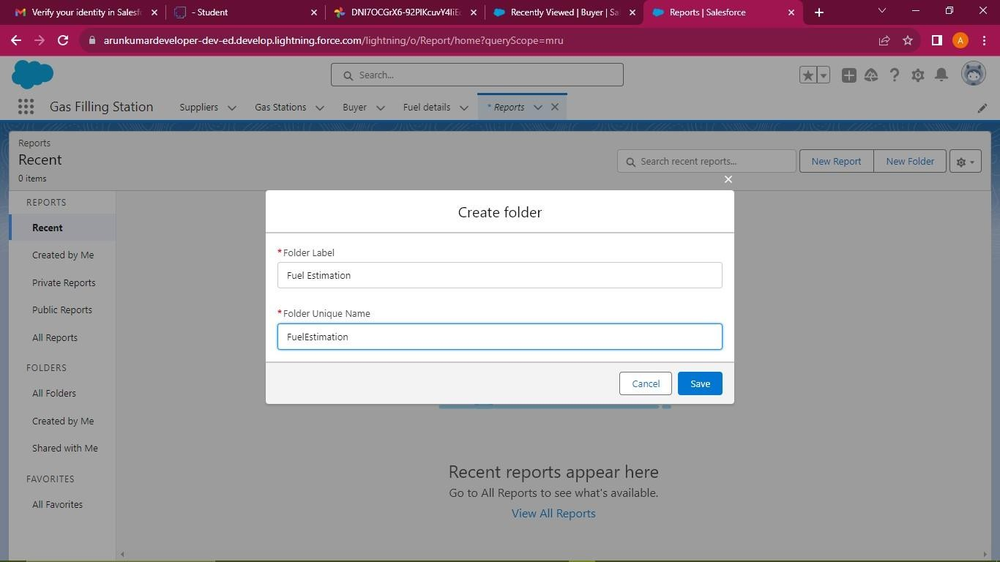 Verify your identity in Salesf
- Student
DNI7OCGrX6-92PIKcuvY4IiE
Recently Viewed | Buyer | Sa
Reports | Salesforce
arunkumardeveloper-dev-ed.develop.lightning.force.com/lightning/o/Report/home?queryScope=mru
A
Search...
Gas Filling Station
Suppliers
Gas Stations
Buyer
Fuel details
* Reports
Reports
Recent
0 items
Search recent reports...
New Report
New Folder
REPORTS
Recent
Created by Me
Private Reports
Public Reports
All Reports
FOLDERS
All Folders
Created by Me
Shared with Me
FAVORITES
All Favorites
Create folder
*Folder Label
Fuel Estimation
*Folder Unique Name
FuelEstimation
Cancel
Save
Recent reports appear here
Go to All Reports to see what's available.
View All Reports